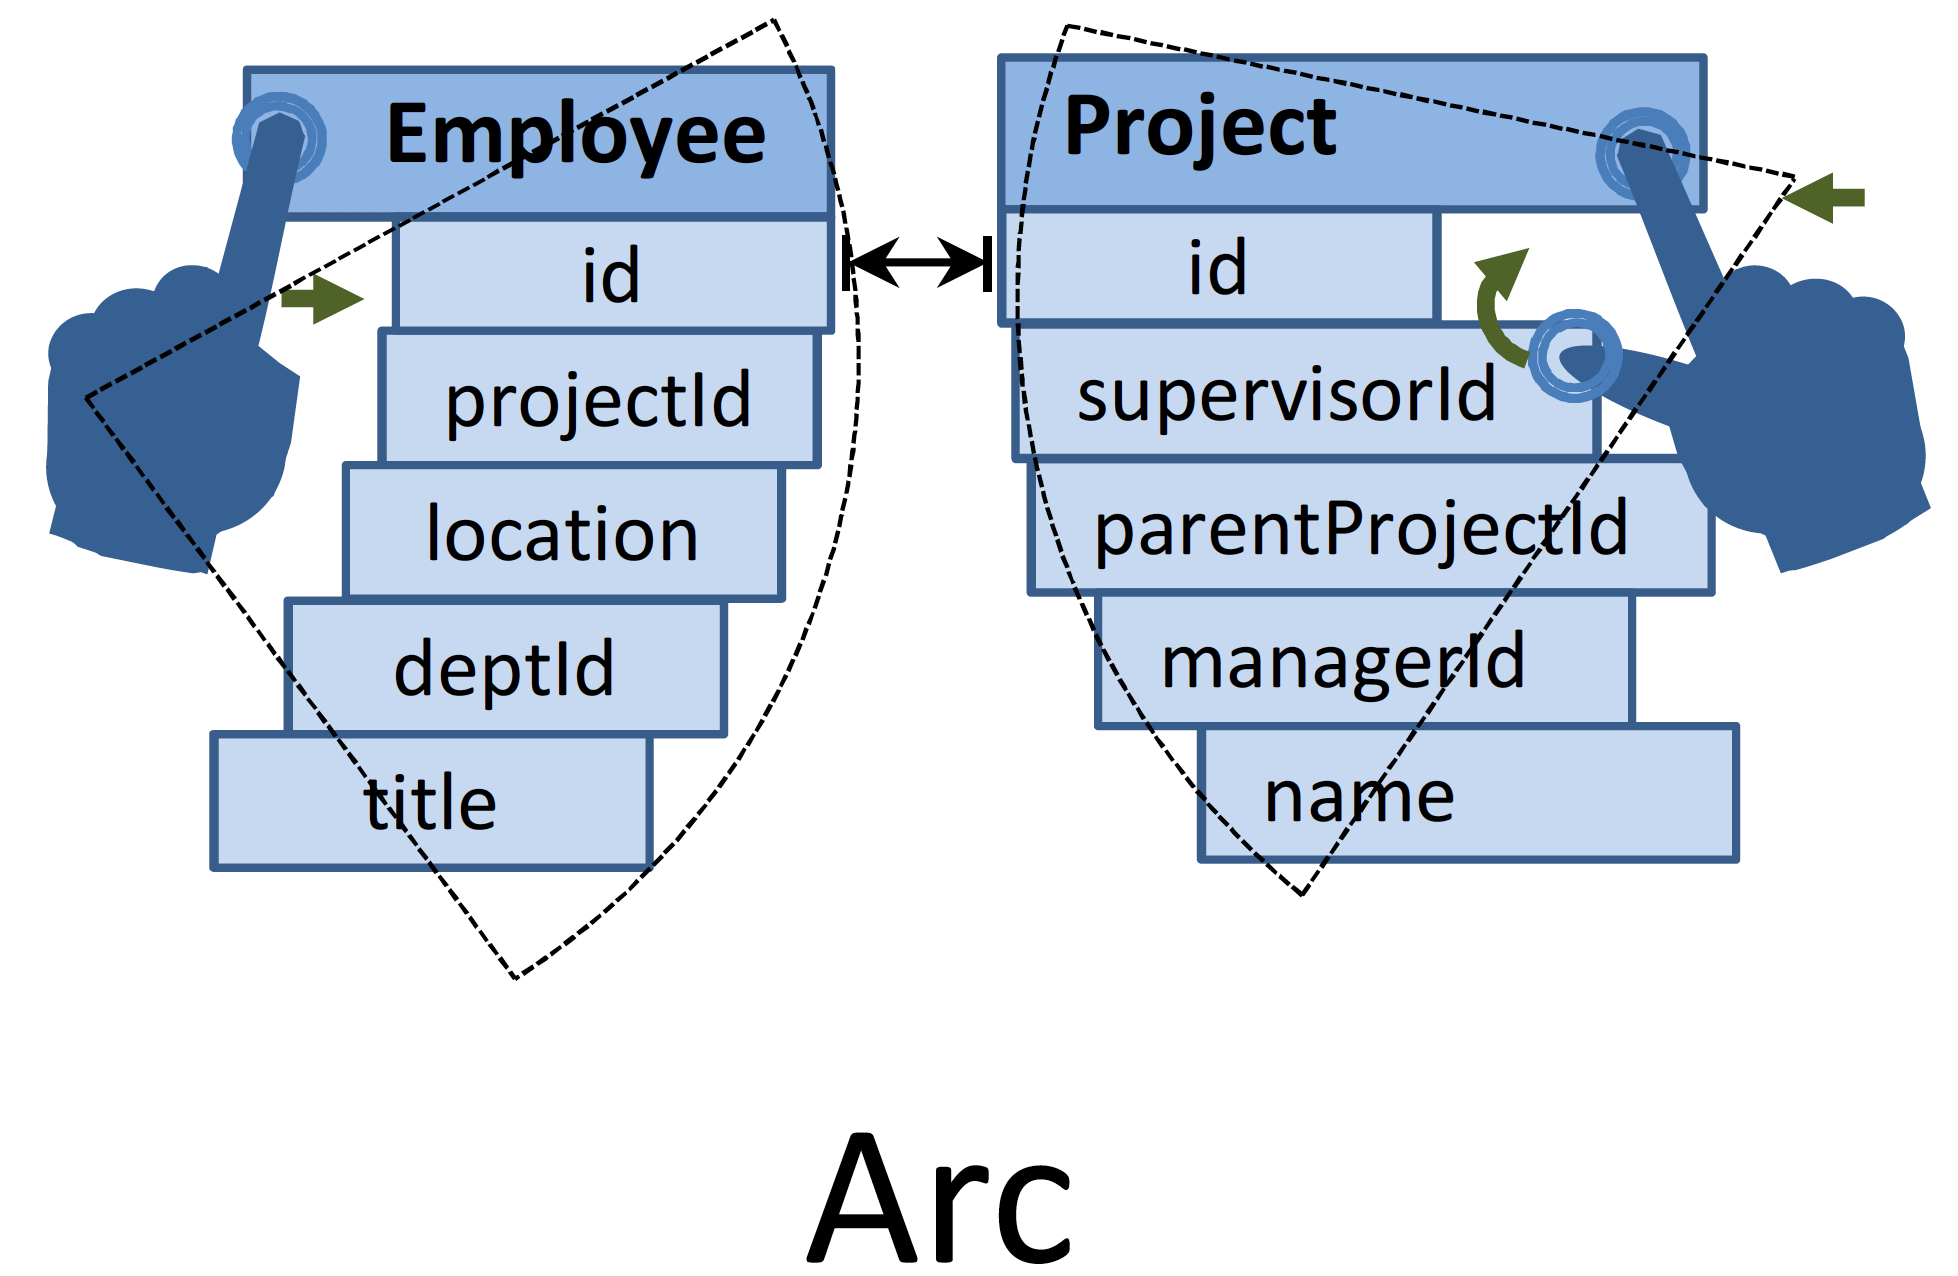 Employee
id
projectId
location
deptId
title
Project
id
supervisorId
parentProjectId
managerId
name
Arc